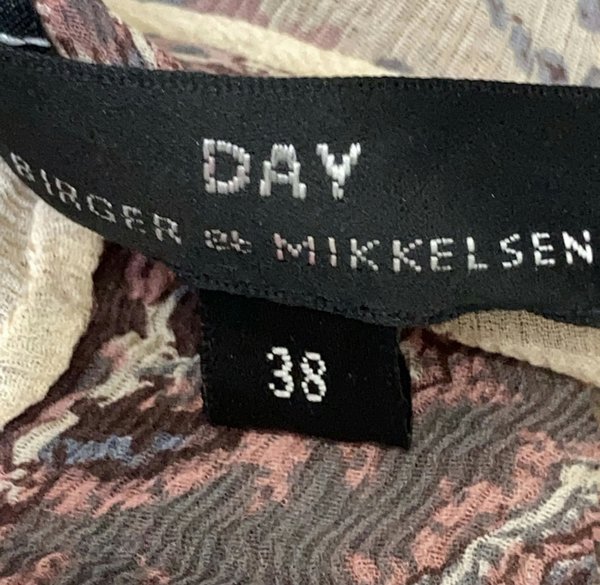 DAY
BIRGER et MIKKELSEN
38